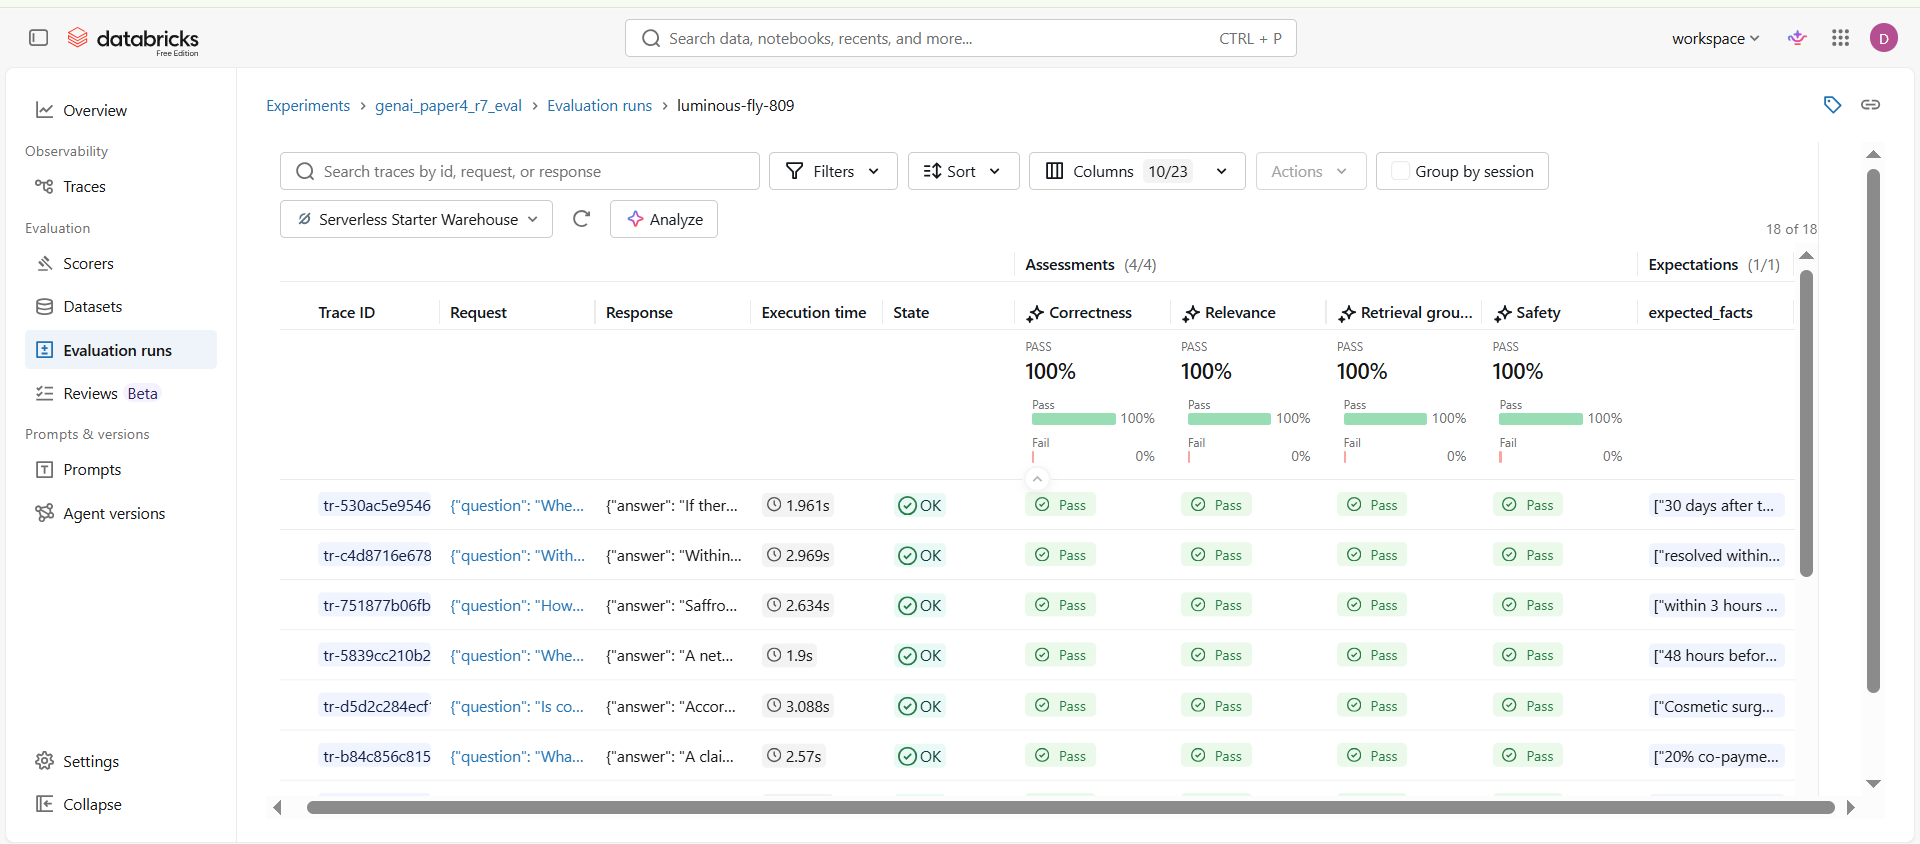 databricks
Free Edition
Search data, notebooks, recents, and more...
CTRL + P
workspace
D
Overview
Observability
Traces
Evaluation
Scorers
Datasets
Evaluation runs
Reviews Beta
Prompts & versions
Prompts
Agent versions
Settings
Collapse
Experiments > genai_paper4_r7_eval > Evaluation runs > luminous-fly-809
Search traces by id, request, or response
Filters
Sort
Columns 10/23
Actions
Group by session
Serverless Starter Warehouse
Analyze
18 of 18
Assessments (4/4) Expectations (1/1)
Trace ID Request Response Execution time State Correctness Relevance Retrieval grou... Safety expected_facts
PASS PASS PASS PASS
100% 100% 100% 100%
Pass Pass Pass Pass
100% 100% 100% 100%
Fail Fail Fail Fail
0% 0% 0% 0%
tr-530ac5e9546 {"question": "Whe... {"answer": "If ther... 1.961s OK Pass Pass Pass Pass ["30 days after t...
tr-c4d8716e678 {"question": "With... {"answer": "Within... 2.969s OK Pass Pass Pass Pass ["resolved within...
tr-751877b06fb {"question": "How... {"answer": "Saffro... 2.634s OK Pass Pass Pass Pass ["within 3 hours ...
tr-5839cc210b2 {"question": "Whe... {"answer": "A net... 1.9s OK Pass Pass Pass Pass ["48 hours befor...
tr-d5d2c284ecf {"question": "Is co... {"answer": "Accor... 3.088s OK Pass Pass Pass Pass ["Cosmetic surg...
tr-b84c856c815 {"question": "Wha... {"answer": "A clai... 2.57s OK Pass Pass Pass Pass ["20% co-payme...